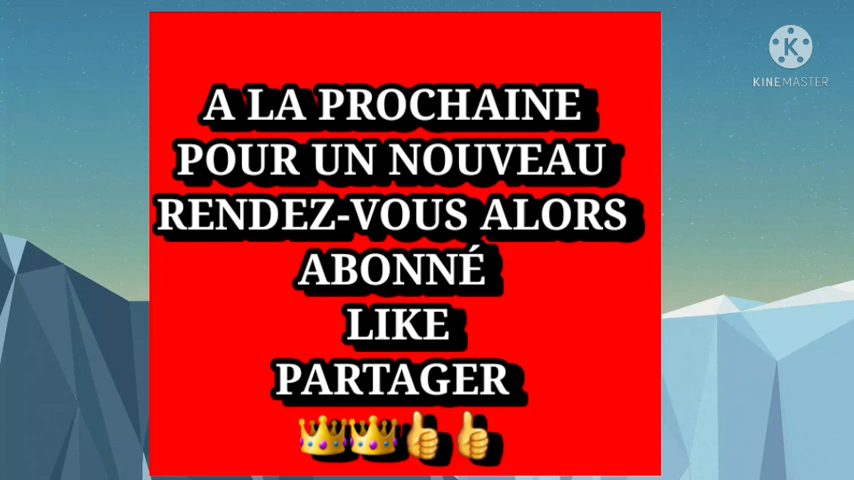 A LA PROCHAINE
POUR UN NOUVEAU
RENDEZ-VOUS ALORS
ABONNÉ
LIKE
PARTAGER
👑👑👍👍
K
KINEMASTER